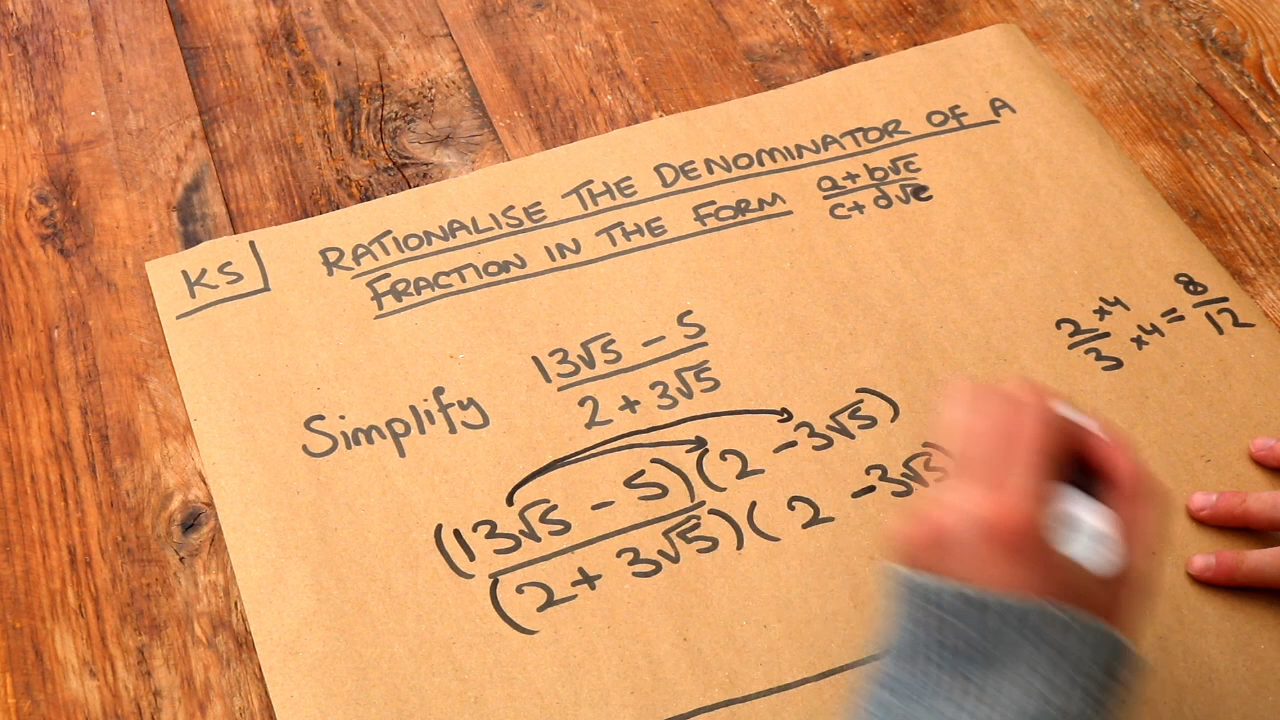 KS
RATIONALISE THE DENOMINATOR OF A
FRACTION IN THE FORM a+b√c / c+d√e
Simplify 13√5 - 5 / 2 + 3√5
2 ×4 / 3 ×4 = 8 / 12
(13√5 - 5)(2 - 3√5)
(2 + 3√5)(2 - 3√5)